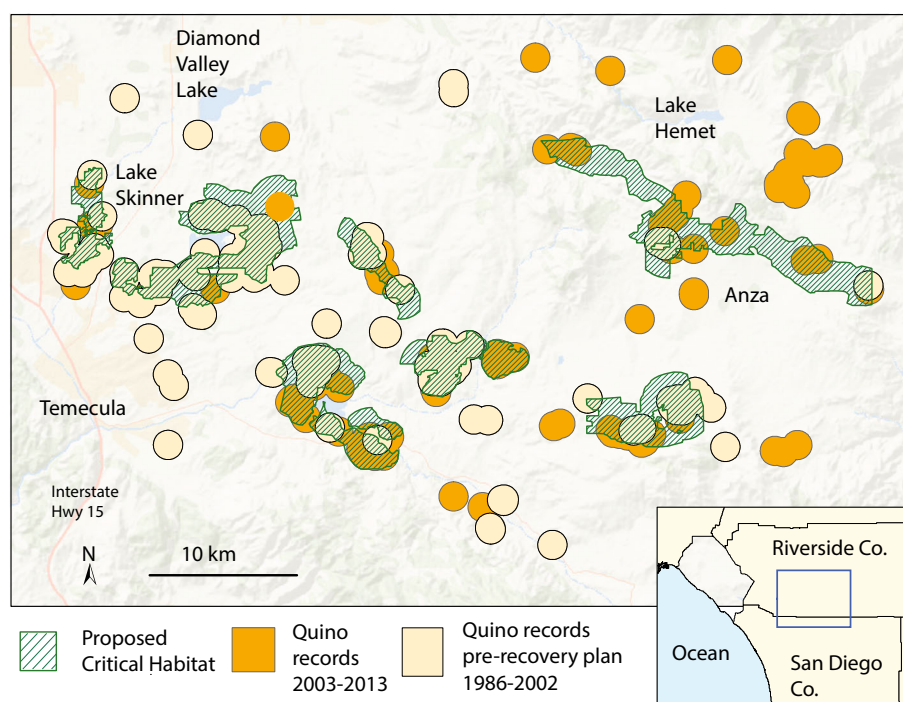 Diamond
Valley
Lake
Lake
Hemet
Lake
Skinner
Anza
Temecula
Interstate
Hwy 15
N
10 km
Riverside Co.
Ocean
San Diego
Co.
Proposed
Critical Habitat
Quino
records
2003-2013
Quino records
pre-recovery plan
1986-2002